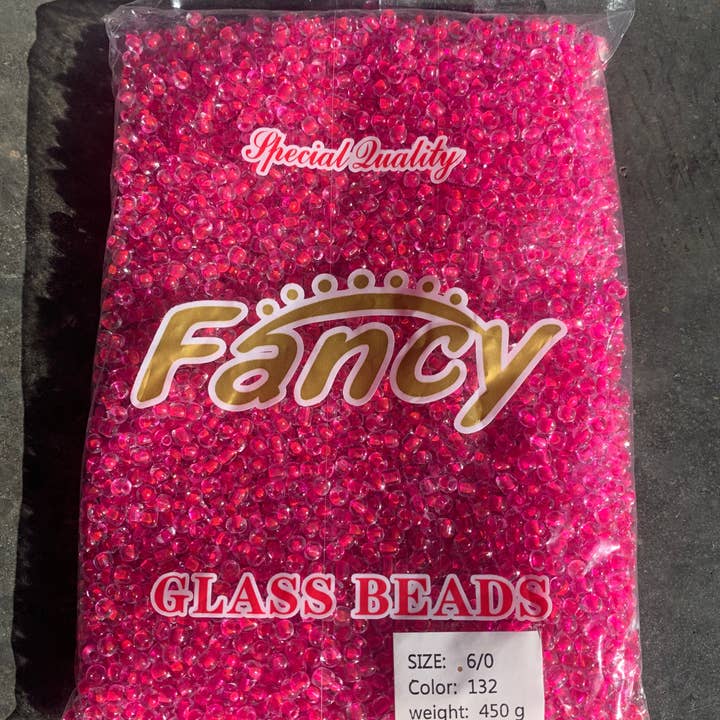 Special Quality
Fancy
GLASS BEADS
SIZE: 6/0
Color: 132
weight: 450 g